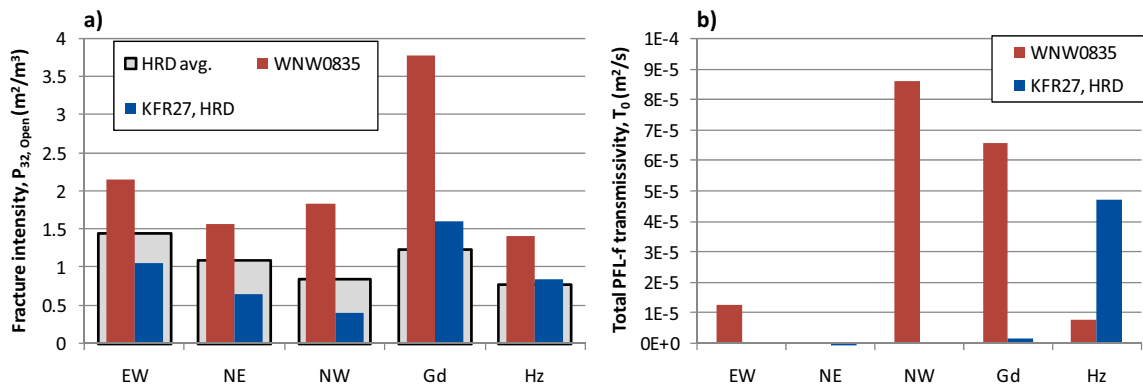 a)
Fracture intensity, P32, Open (m²/m³)
4
3.5
3
2.5
2
1.5
1
0.5
0
HRD avg.
WNW0835
KFR27, HRD
EW NE NW Gd Hz
b)
Total PFL-f transmissivity, T0 (m²/s)
1E-4
9E-5
8E-5
7E-5
6E-5
5E-5
4E-5
3E-5
2E-5
1E-5
0E+0
WNW0835
KFR27, HRD
EW NE NW Gd Hz